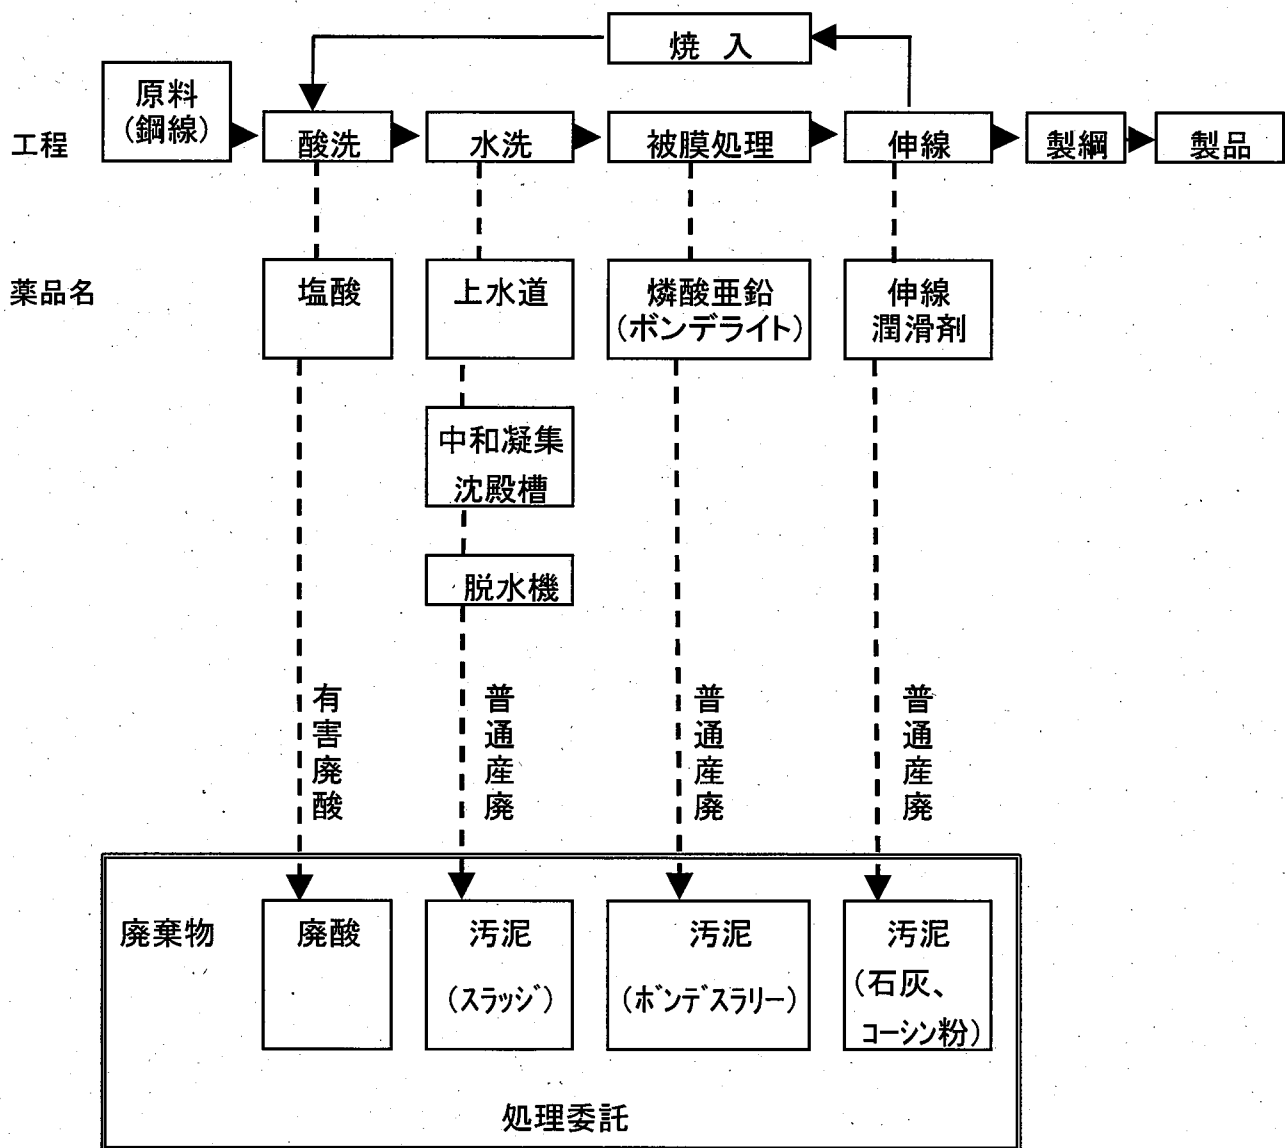 焼 入
原料
(鋼線)
工程
酸洗
水洗
被膜処理
伸線
製綱
製品
薬品名
塩酸
上水道
燐酸亜鉛
(ボンデライト)
伸線
潤滑剤
中和凝集
沈殿槽
脱水機
有害廃酸
普通産廃
普通産廃
普通産廃
廃棄物
廃酸
汚泥
(スラッジ)
汚泥
(ボンデスラリー)
汚泥
(石灰、
コーシン粉)
処理委託